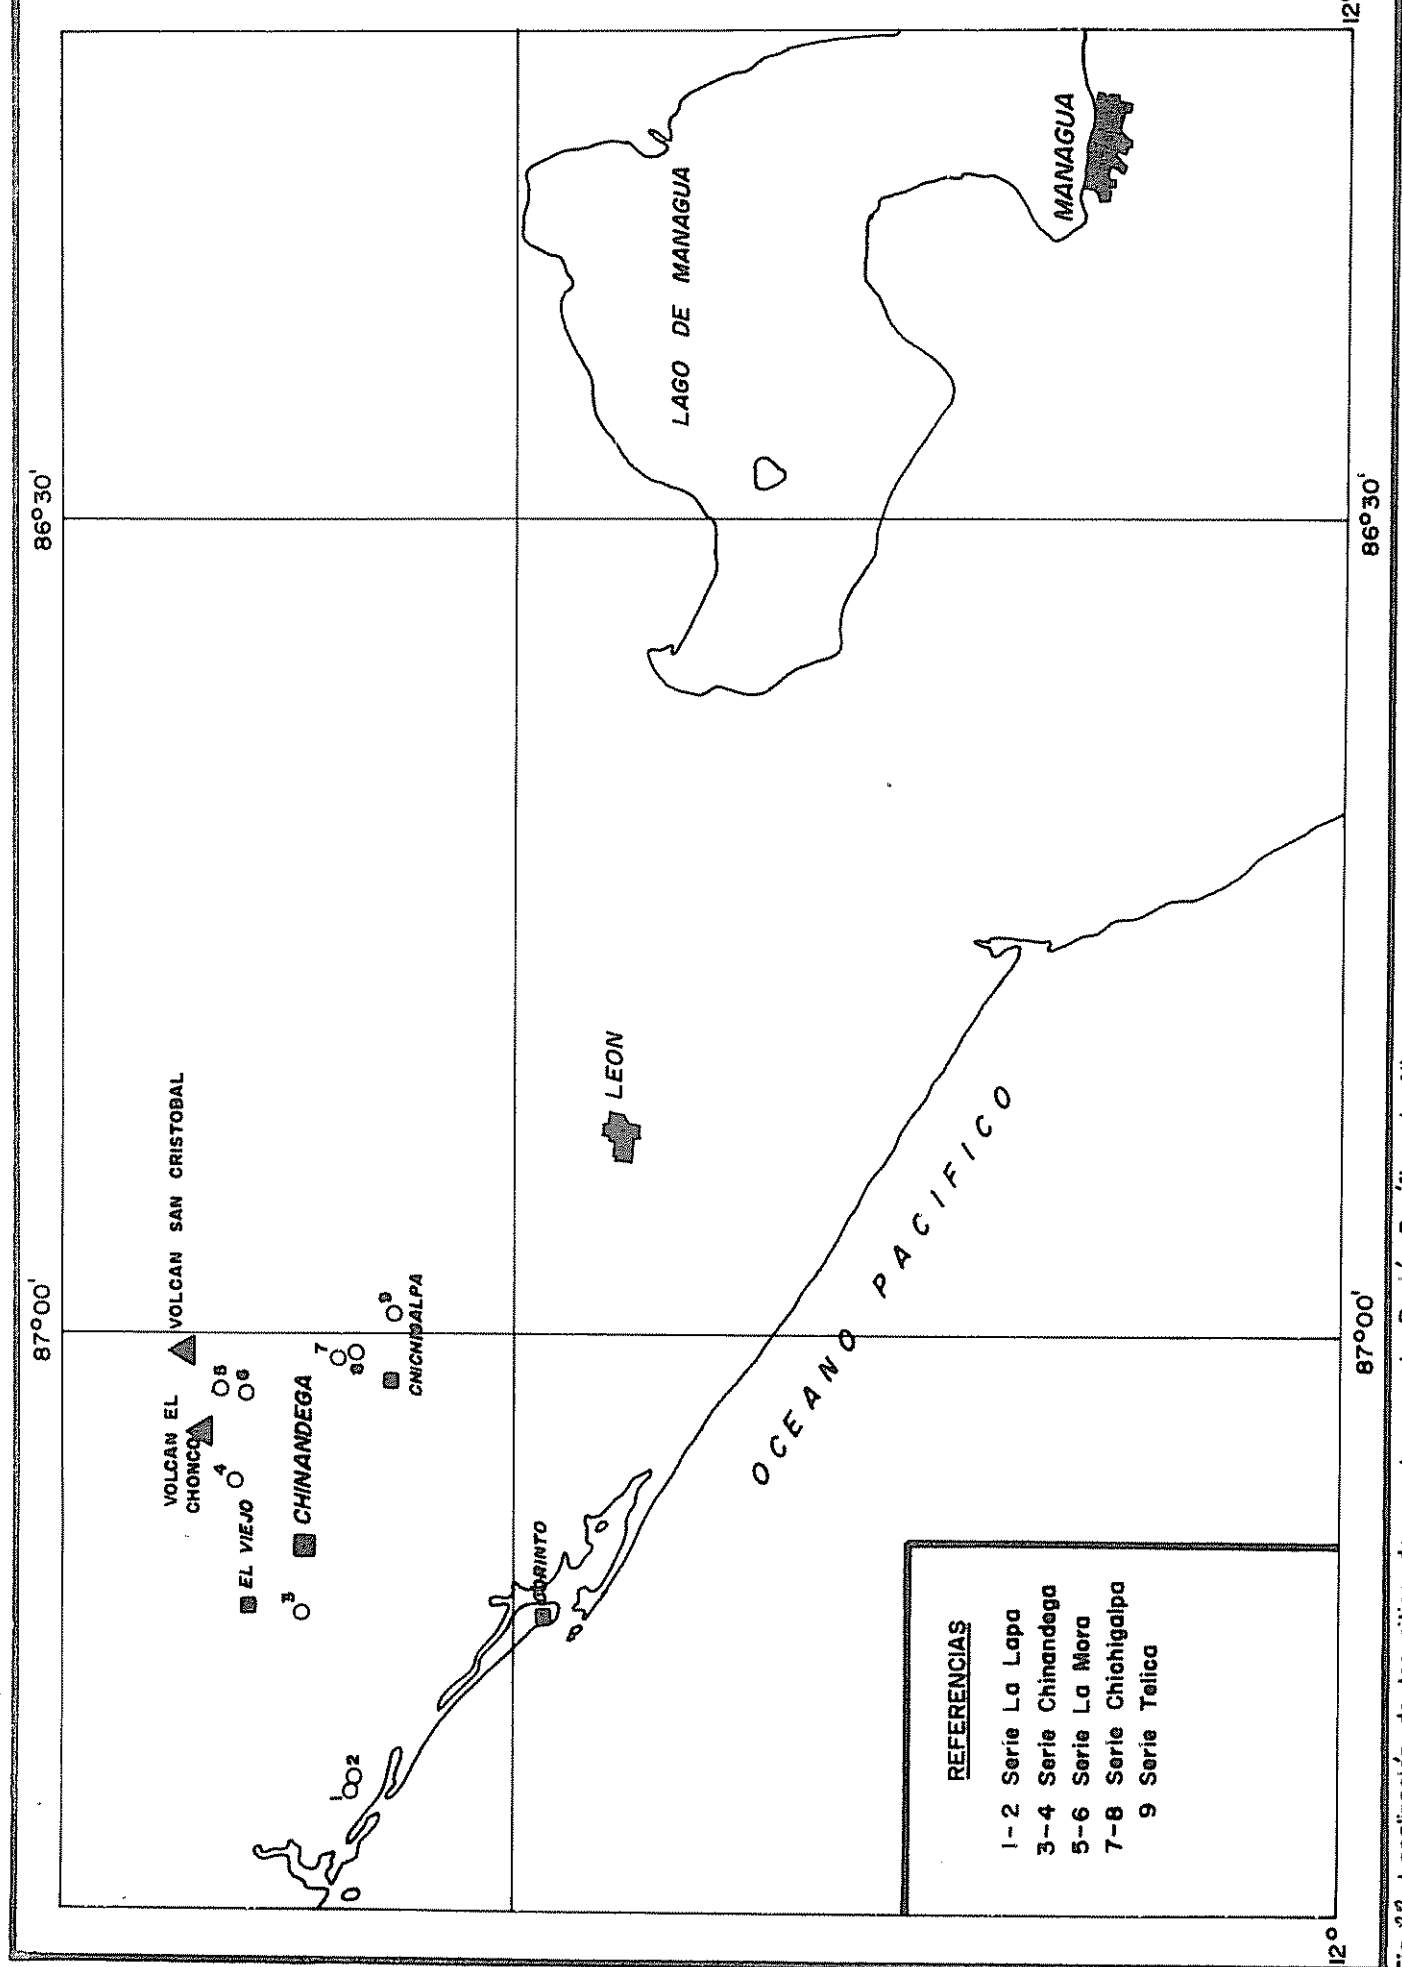 87°00'
86°30'
VOLCAN EL
CHONCO
VOLCAN SAN CRISTOBAL
5
6
4
EL VIEJO
3
CHINANDEGA
7
8
9
CHICHIGALPA
1
2
CORINTO
LEON
LAGO DE MANAGUA
MANAGUA
OCEANO PACIFICO
REFERENCIAS
1-2 Serie La Lapa
3-4 Serie Chinandega
5-6 Serie La Mora
7-8 Serie Chichigalpa
9 Serie Telica
12°
12°
87°00'
86°30'